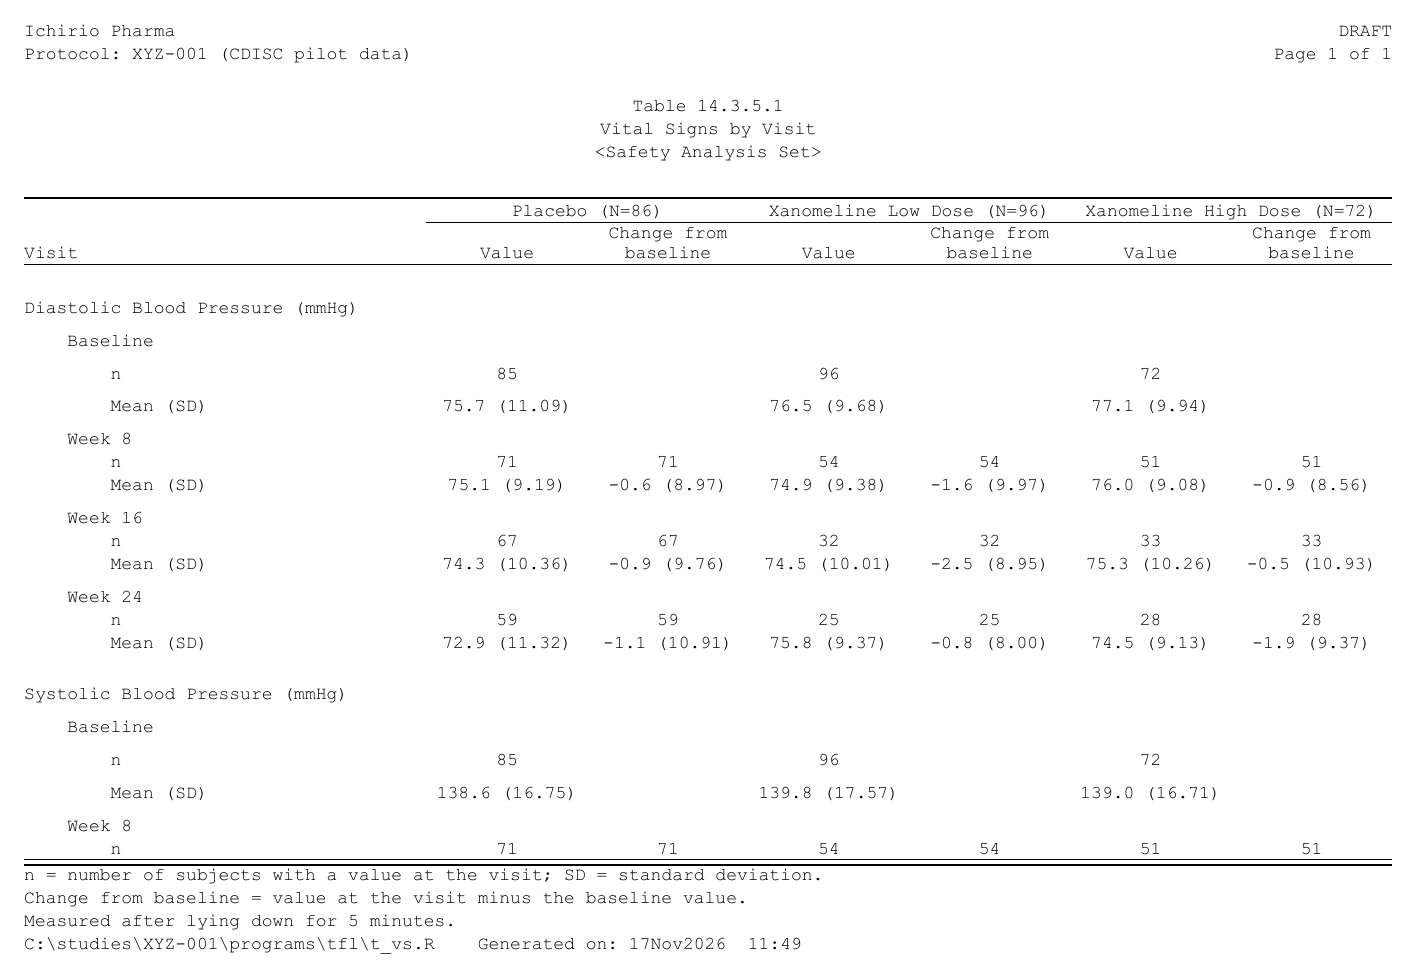 Ichirio Pharma DRAFT
Protocol: XYZ-001 (CDISC pilot data) Page 1 of 1
Table 14.3.5.1
Vital Signs by Visit
<Safety Analysis Set>
Placebo (N=86) Xanomeline Low Dose (N=96) Xanomeline High Dose (N=72)
Change from Change from Change from
Visit Value baseline Value baseline Value baseline
Diastolic Blood Pressure (mmHg)
Baseline
n 85 96 72
Mean (SD) 75.7 (11.09) 76.5 (9.68) 77.1 (9.94)
Week 8
n 71 71 54 54 51 51
Mean (SD) 75.1 (9.19) -0.6 (8.97) 74.9 (9.38) -1.6 (9.97) 76.0 (9.08) -0.9 (8.56)
Week 16
n 67 67 32 32 33 33
Mean (SD) 74.3 (10.36) -0.9 (9.76) 74.5 (10.01) -2.5 (8.95) 75.3 (10.26) -0.5 (10.93)
Week 24
n 59 59 25 25 28 28
Mean (SD) 72.9 (11.32) -1.1 (10.91) 75.8 (9.37) -0.8 (8.00) 74.5 (9.13) -1.9 (9.37)
Systolic Blood Pressure (mmHg)
Baseline
n 85 96 72
Mean (SD) 138.6 (16.75) 139.8 (17.57) 139.0 (16.71)
Week 8
n 71 71 54 54 51 51
n = number of subjects with a value at the visit; SD = standard deviation.
Change from baseline = value at the visit minus the baseline value.
Measured after lying down for 5 minutes.
C:\studies\XYZ-001\programs\tfl\t_vs.R Generated on: 17Nov2026 11:49